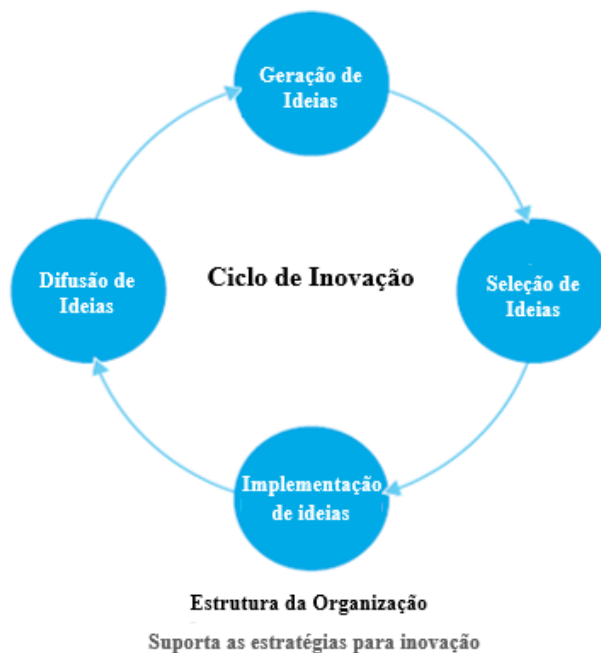 Geração de
Ideias
Ciclo de Inovação
Difusão de
Ideias
Seleção de
Ideias
Implementação
de ideias
Estrutura da Organização
Suporta as estratégias para inovação